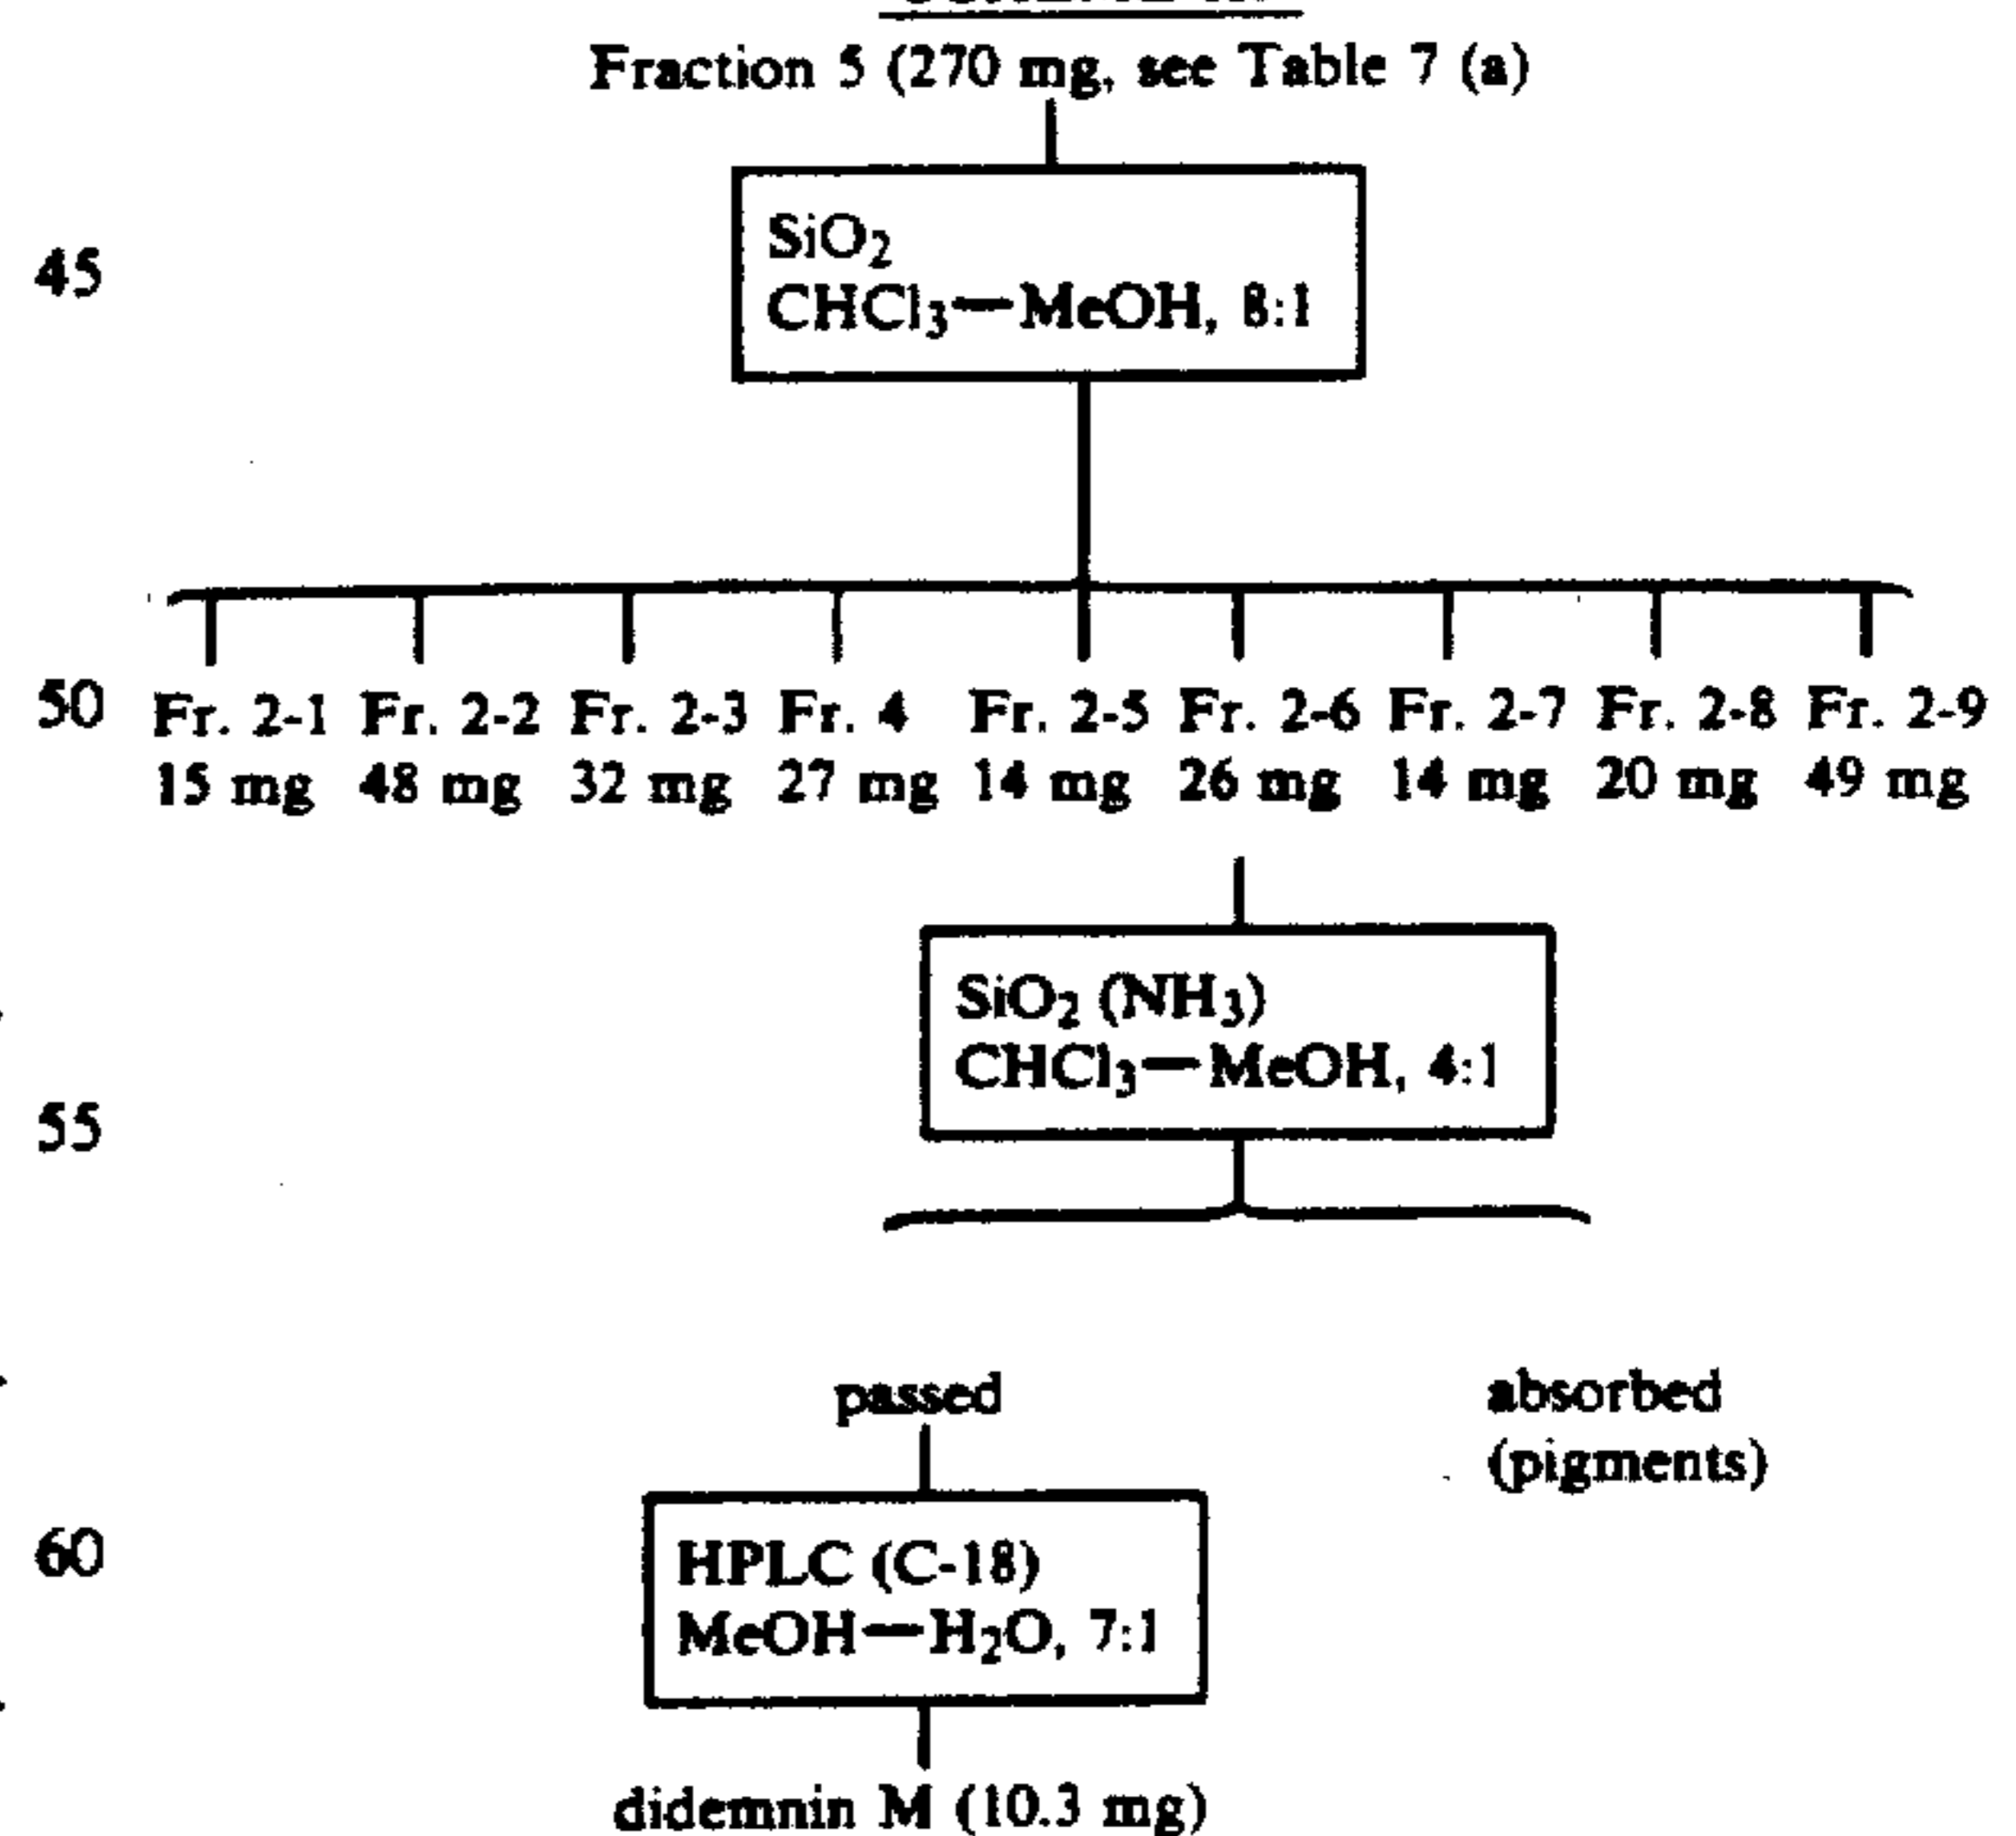 Fraction 5 (270 mg, see Table 7 (a)
SiO2
45
CHCl3—MeOH, 8:1
50 Fr. 2-1 Fr. 2-2 Fr. 2-3 Fr. 4 Fr. 2-5 Fr. 2-6 Fr. 2-7 Fr. 2-8 Fr. 2-9
15 mg 48 mg 32 mg 27 mg 14 mg 26 mg 14 mg 20 mg 49 mg
SiO2 (NH3)
CHCl3—MeOH, 4:1
55
passed absorbed
(pigments)
60 HPLC (C-18)
MeOH—H2O, 7:1
didemnin M (10.3 mg)